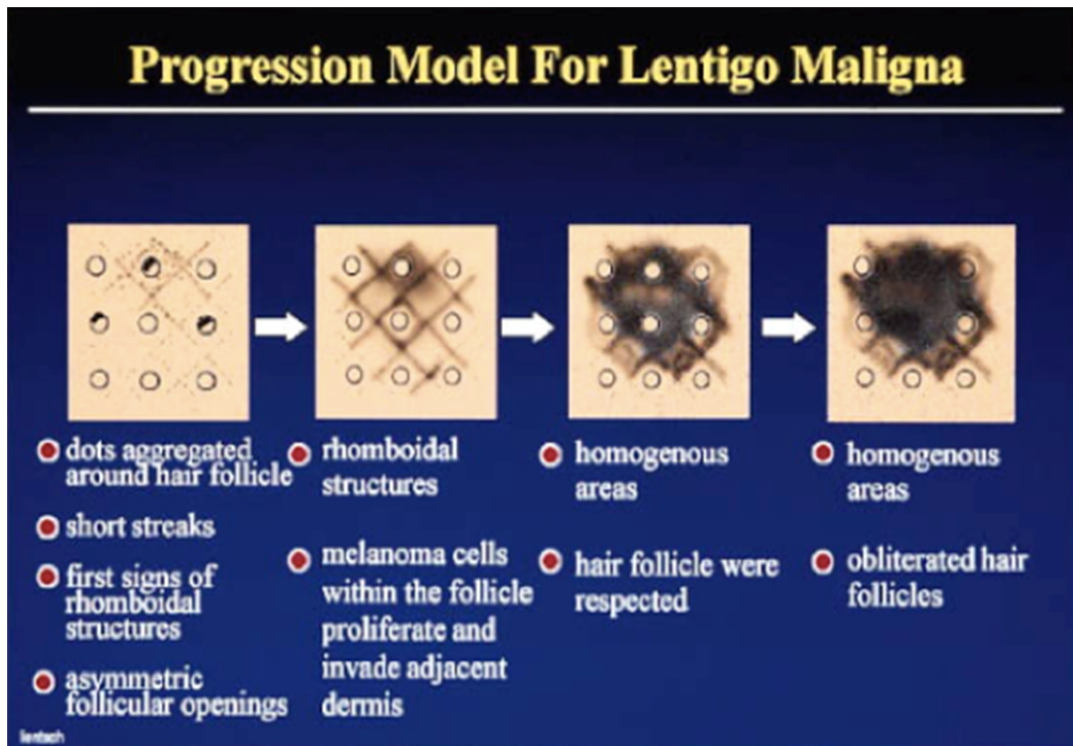 Progression Model For Lentigo Maligna
dots aggregated
around hair follicle
short streaks
first signs of
rhomboidal
structures
asymmetric
follicular openings
rhomboidal
structures
melanoma cells
within the follicle
proliferate and
invade adjacent
dermis
homogenous
areas
hair follicle were
respected
homogenous
areas
obliterated hair
follicles